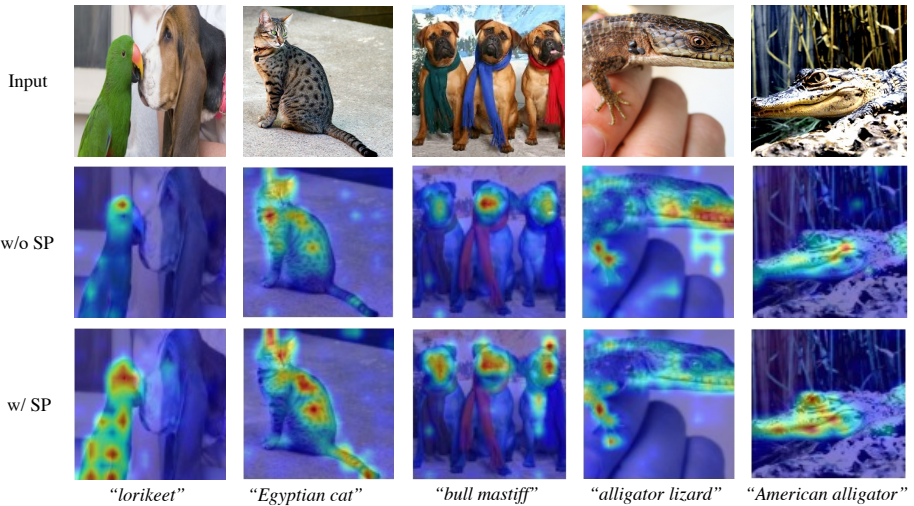 Input
w/o SP
w/ SP
“lorikeet”
“Egyptian cat”
“bull mastiff”
“alligator lizard”
“American alligator”